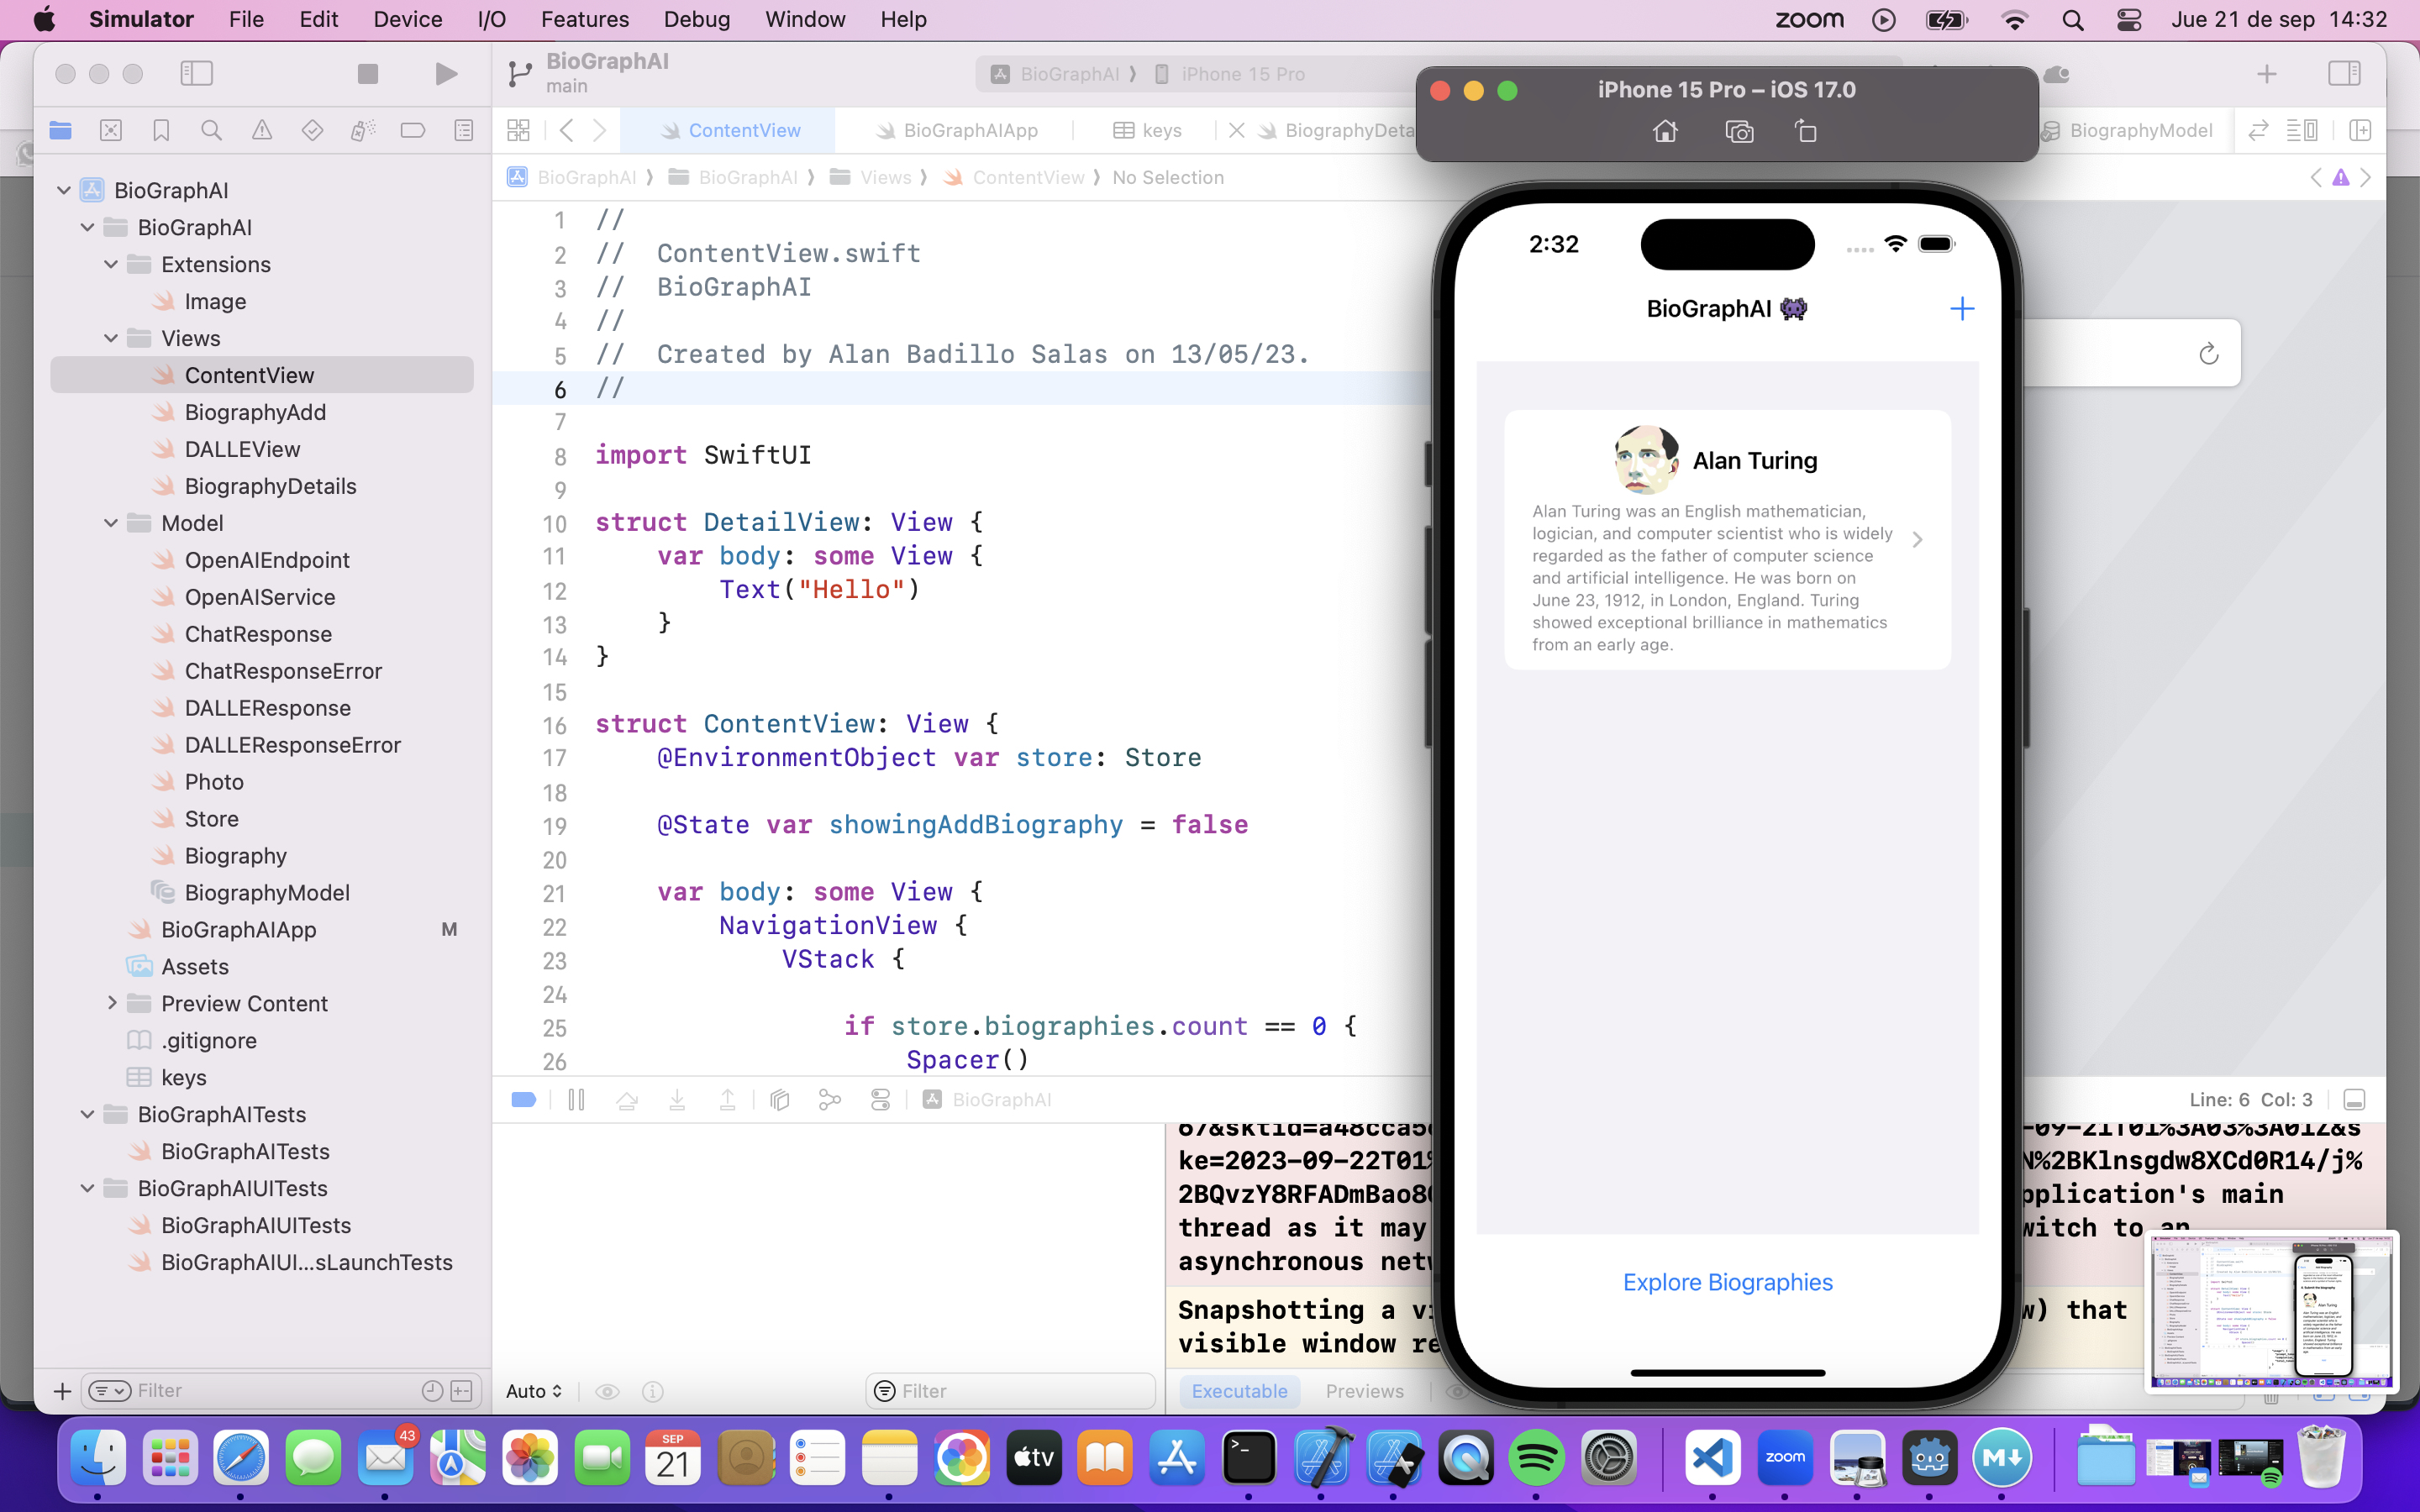 Simulator File Edit Device I/O Features Debug Window Help
zoom Jue 21 de sep 14:32
BioGraphAI
main
BioGraphAI ⟩ iPhone 15 Pro
ContentView BioGraphAIApp keys BiographyDeta BiographyModel
BioGraphAI ⟩ BioGraphAI ⟩ Views ⟩ ContentView ⟩ No Selection
BioGraphAI
BioGraphAI
Extensions
Image
Views
ContentView
BiographyAdd
DALLEView
BiographyDetails
Model
OpenAIEndpoint
OpenAIService
ChatResponse
ChatResponseError
DALLEResponse
DALLEResponseError
Photo
Store
Biography
BiographyModel
BioGraphAIApp M
Assets
Preview Content
.gitignore
keys
BioGraphAITests
BioGraphAITests
BioGraphAIUITests
BioGraphAIUITests
BioGraphAIUI...sLaunchTests
Filter
1 //
2 //  ContentView.swift
3 //  BioGraphAI
4 //
5 //  Created by Alan Badillo Salas on 13/05/23.
6 //
7
8 import SwiftUI
9
10 struct DetailView: View {
11     var body: some View {
12         Text("Hello")
13     }
14 }
15
16 struct ContentView: View {
17     @EnvironmentObject var store: Store
18
19     @State var showingAddBiography = false
20
21     var body: some View {
22         NavigationView {
23             VStack {
24
25                 if store.biographies.count == 0 {
26                     Spacer()
BioGraphAI
Line: 6 Col: 3
67&sktid=a48cca5 -09-21T01%3A03%3A01Z&s
ke=2023-09-22T01% N%2BKlnsgdw8XCd0R14/j%
2BQvzY8RFADmBao8 pplication's main
thread as it may witch to an
asynchronous netw
Snapshotting a vi w) that
visible window re
Auto Filter
Executable Previews
iPhone 15 Pro – iOS 17.0
2:32
BioGraphAI 👾 +
Alan Turing
Alan Turing was an English mathematician,
logician, and computer scientist who is widely
regarded as the father of computer science
and artificial intelligence. He was born on
June 23, 1912, in London, England. Turing
showed exceptional brilliance in mathematics
from an early age.
Explore Biographies
43
SEP
21
tv
zoom
M